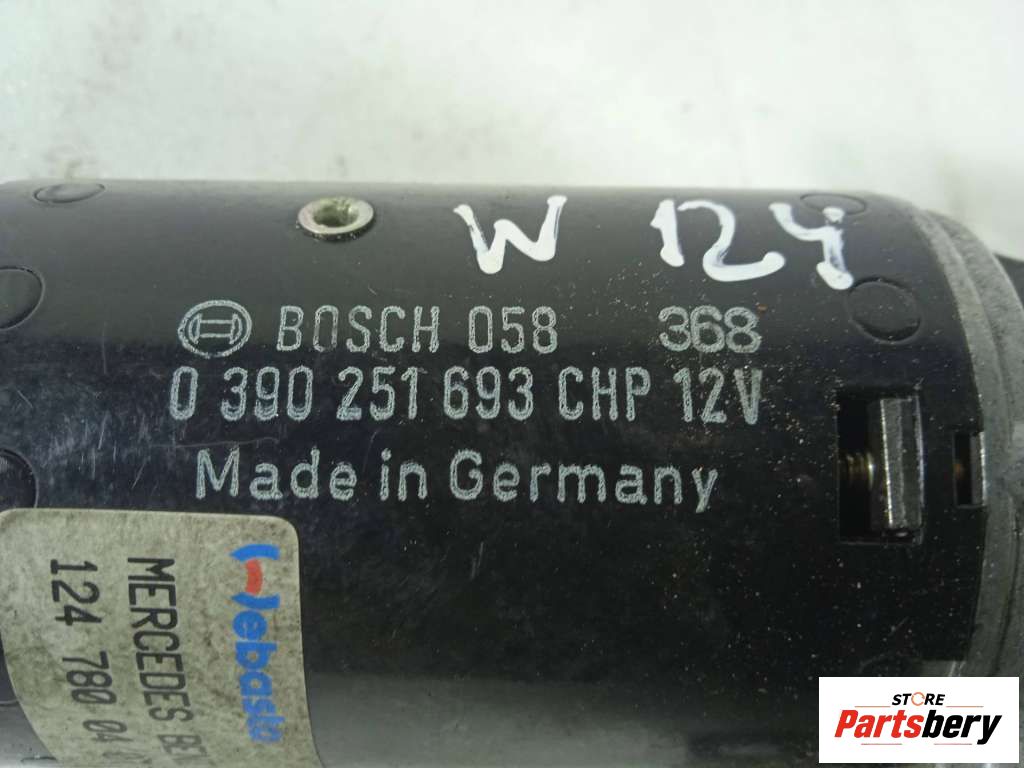 W 124
BOSCH 058 368
0 390 251 693 CHP 12V
Made in Germany
Webasto
MERCEDES
124 780 04
STORE
Partsbery